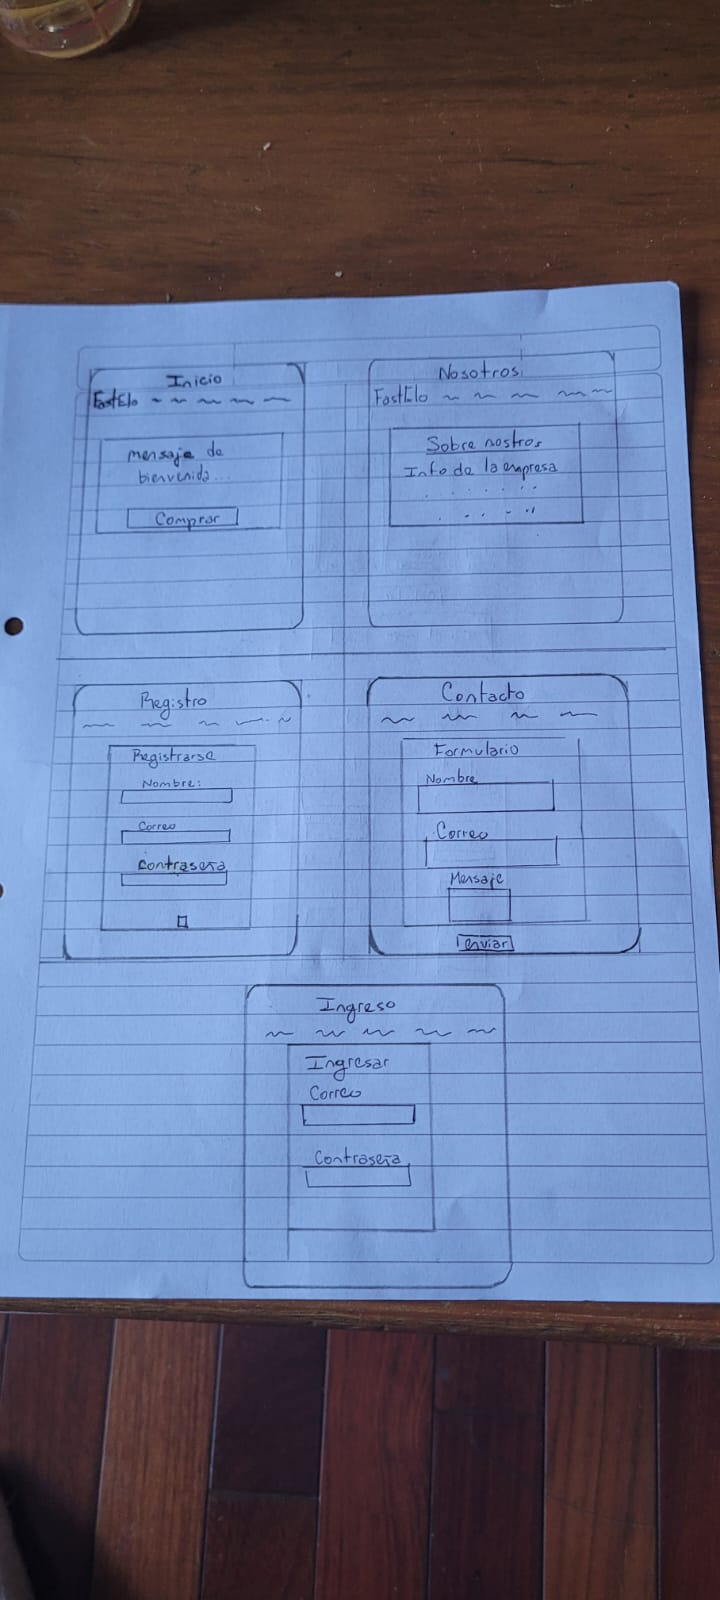 Inicio
FastElo
Mensaje de
bienvenida...
Comprar
Nosotros
FastElo
Sobre nostros
Info de la empresa
Registro
Registrarse
Nombre:
Correo
Contraseña
Contacto
Formulario
Nombre
Correo
Mensaje
enviar
Ingreso
Ingresar
Correo
Contraseña